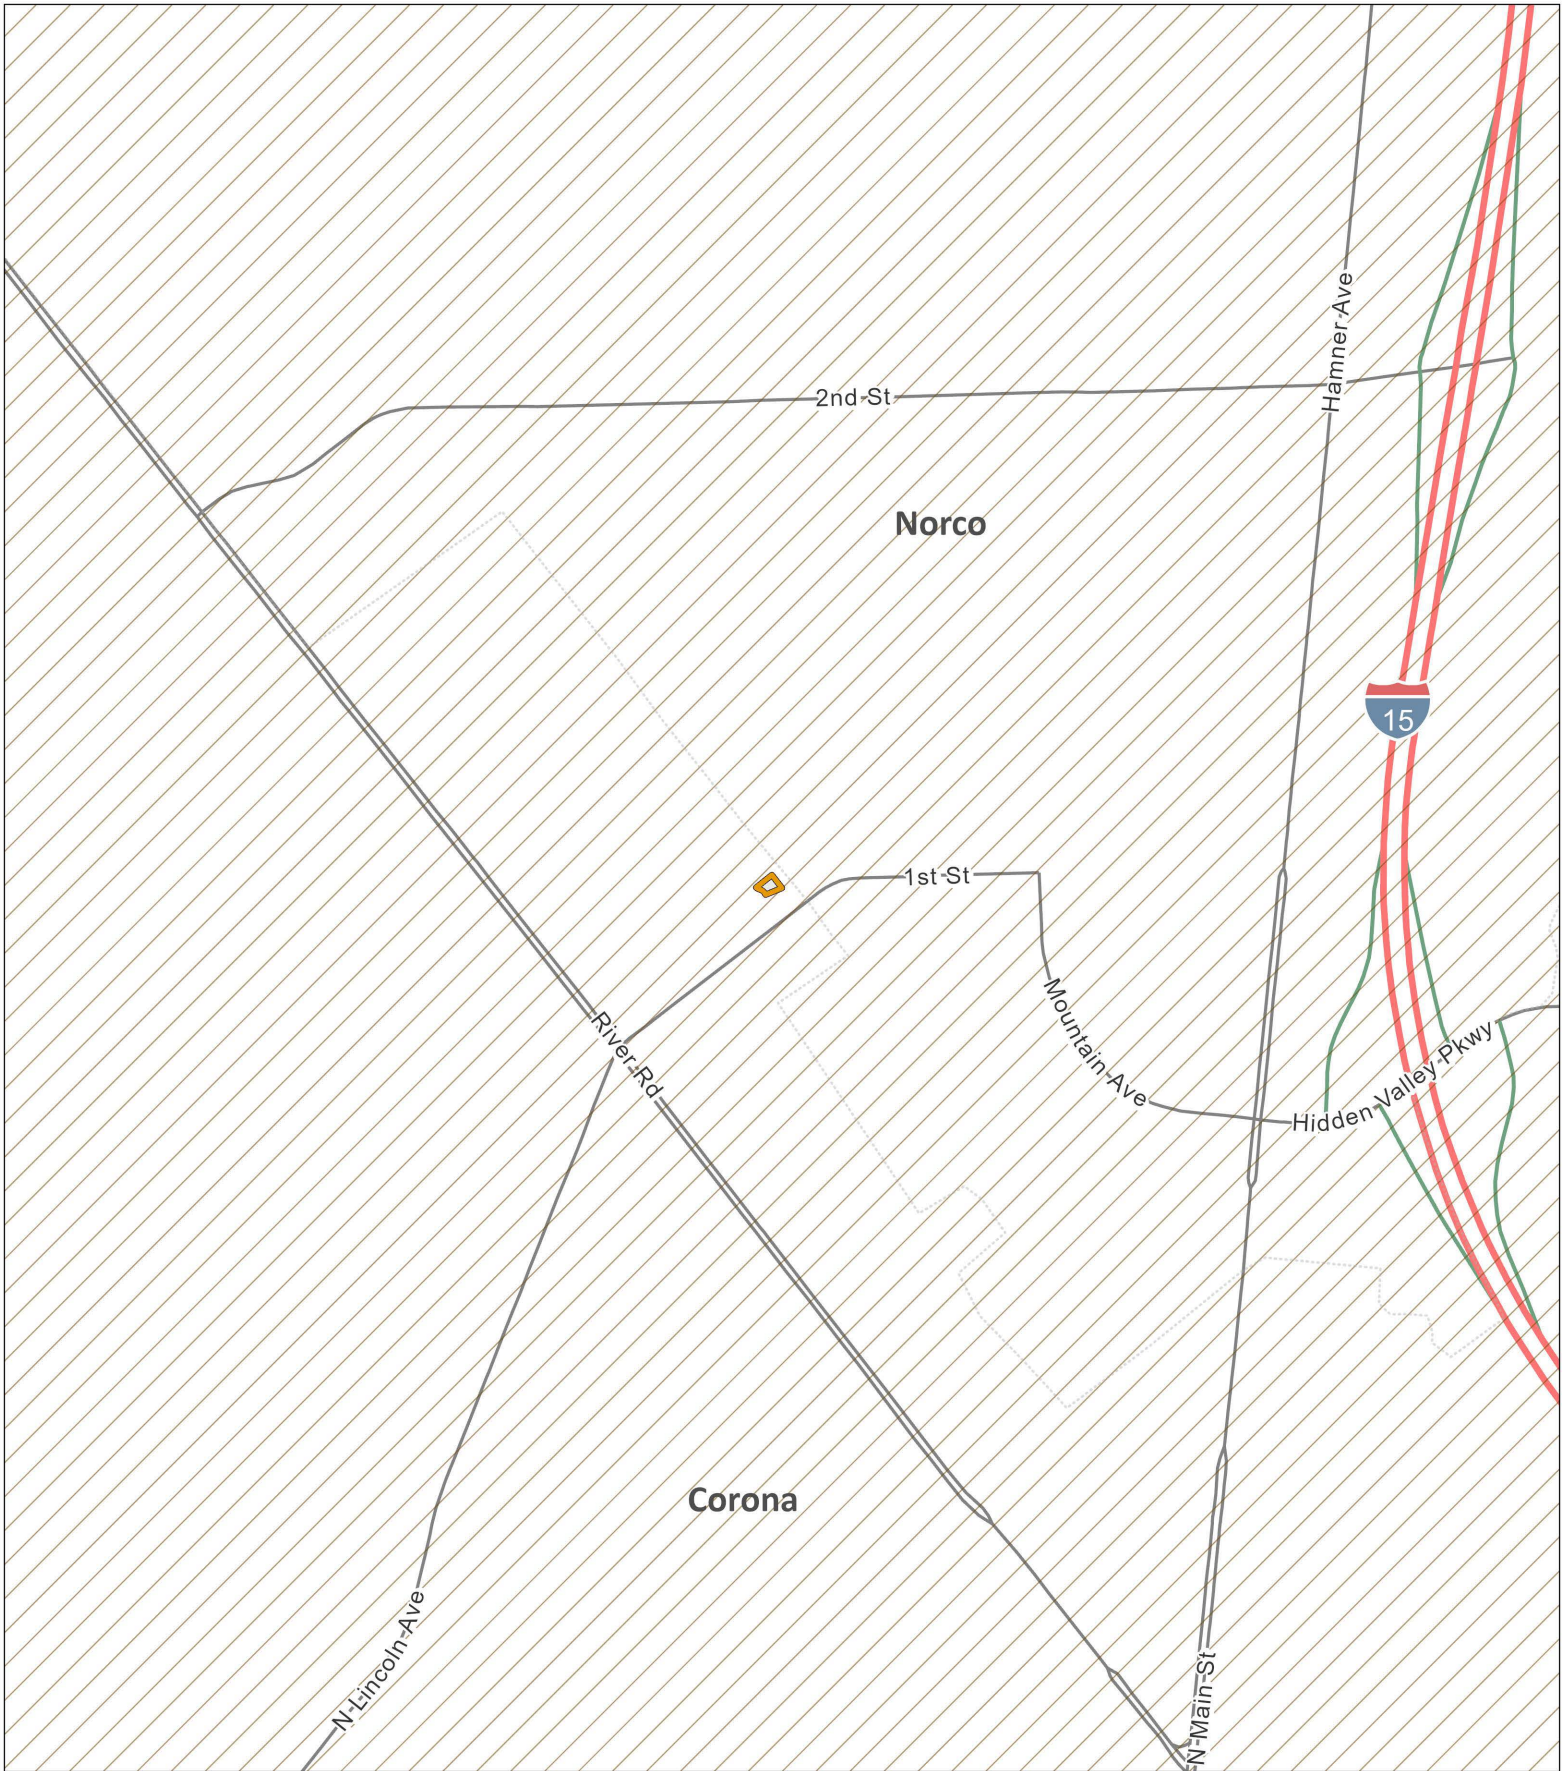 Hamner Ave
2nd St
Norco
15
1st St
Mountain Ave
River Rd
Hidden Valley Pkwy
Corona
N Lincoln Ave
N Main St